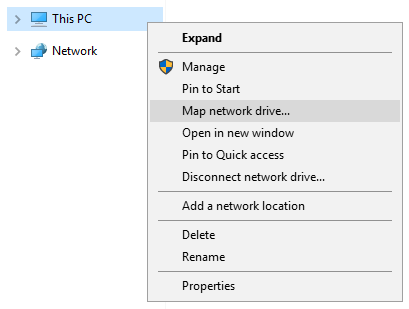 This PC
Network
Expand
Manage
Pin to Start
Map network drive...
Open in new window
Pin to Quick access
Disconnect network drive...
Add a network location
Delete
Rename
Properties